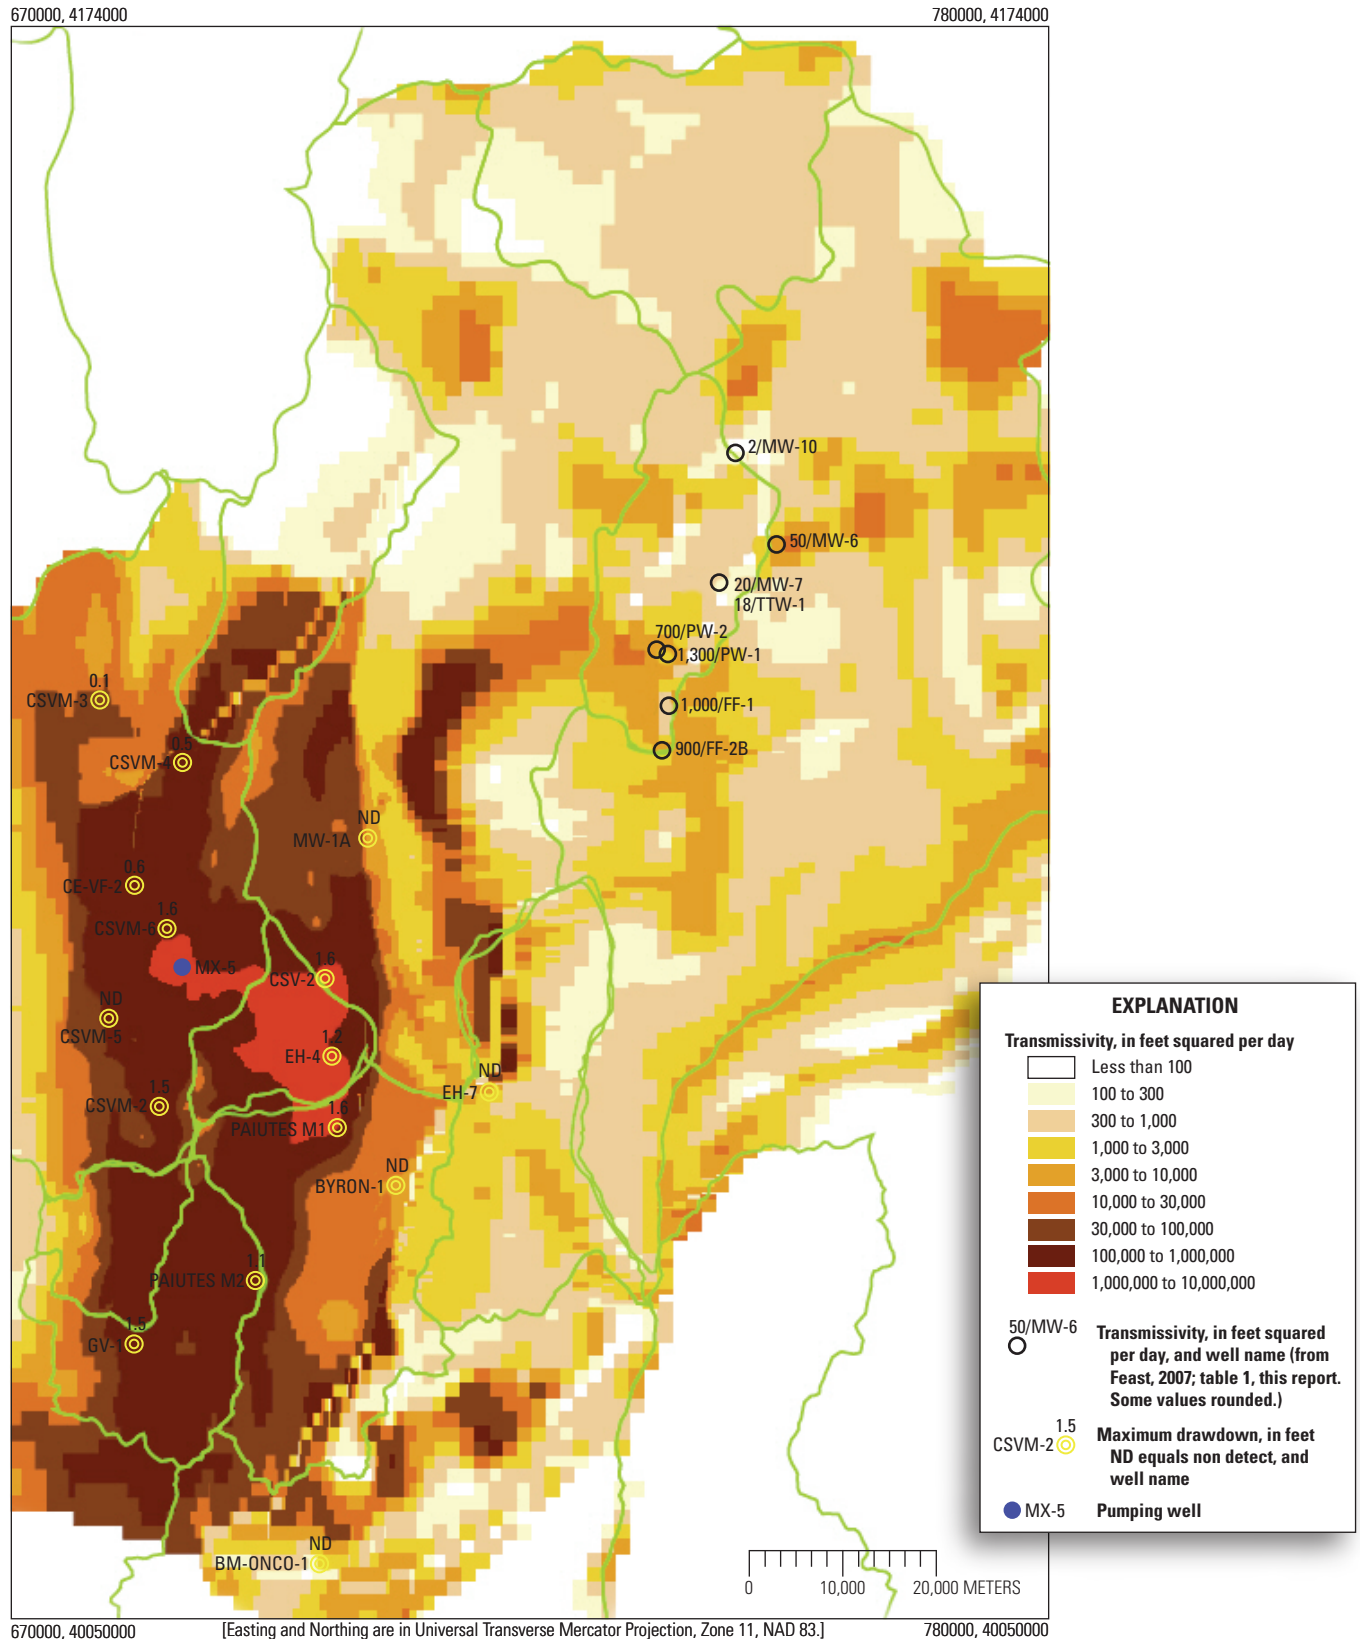 670000, 4174000
780000, 4174000
2/MW-10
50/MW-6
20/MW-7
18/TTW-1
700/PW-2
1,300/PW-1
0.1
CSVM-3
1,000/FF-1
0.5
CSVM-4
900/FF-2B
ND
MW-1A
0.6
CE-VF-2
1.6
CSVM-6
MX-5
1.6
CSV-2
ND
CSVM-5
1.2
EH-4
ND
EH-7
1.5
CSVM-2
1.6
PAIUTES M1
ND
BYRON-1
1.1
PAIUTES M2
1.5
GV-1
ND
BM-ONCO-1
0
10,000
20,000 METERS
670000, 40050000
[Easting and Northing are in Universal Transverse Mercator Projection, Zone 11, NAD 83.]
780000, 40050000
EXPLANATION
Transmissivity, in feet squared per day
Less than 100
100 to 300
300 to 1,000
1,000 to 3,000
3,000 to 10,000
10,000 to 30,000
30,000 to 100,000
100,000 to 1,000,000
1,000,000 to 10,000,000
50/MW-6
Transmissivity, in feet squared
per day, and well name (from
Feast, 2007; table 1, this report.
Some values rounded.)
1.5
CSVM-2
Maximum drawdown, in feet
ND equals non detect, and
well name
MX-5
Pumping well